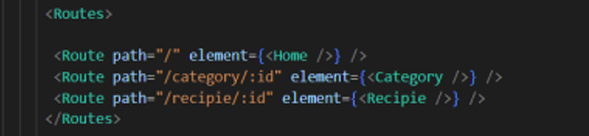 <Routes>
<Route path="/" element={<Home />} />
<Route path="/category/:id" element={<Category />} />
<Route path="/recipie/:id" element={<Recipie />} />
</Routes>